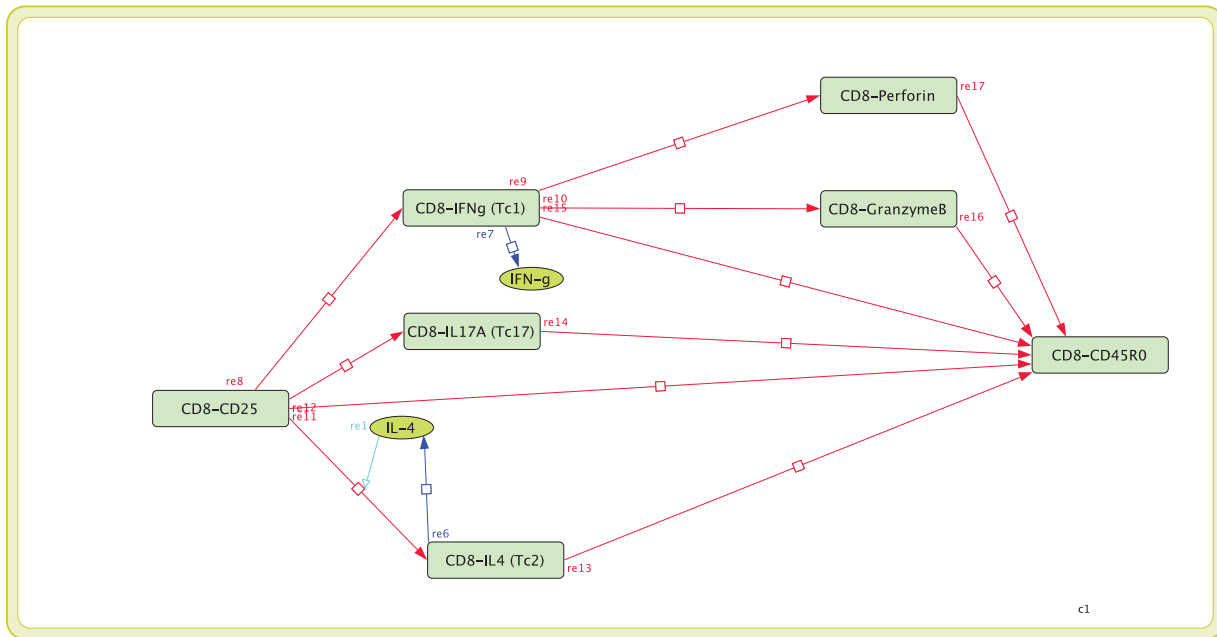 CD8–Perforin
re17
re9
CD8–IFNg (Tc1)
re10
re15
CD8–GranzymeB
re16
re7
IFN–g
CD8–IL17A (Tc17)
re14
CD8–CD45R0
re8
CD8–CD25
re12
re11
re1
IL–4
re6
CD8–IL4 (Tc2)
re13
c1